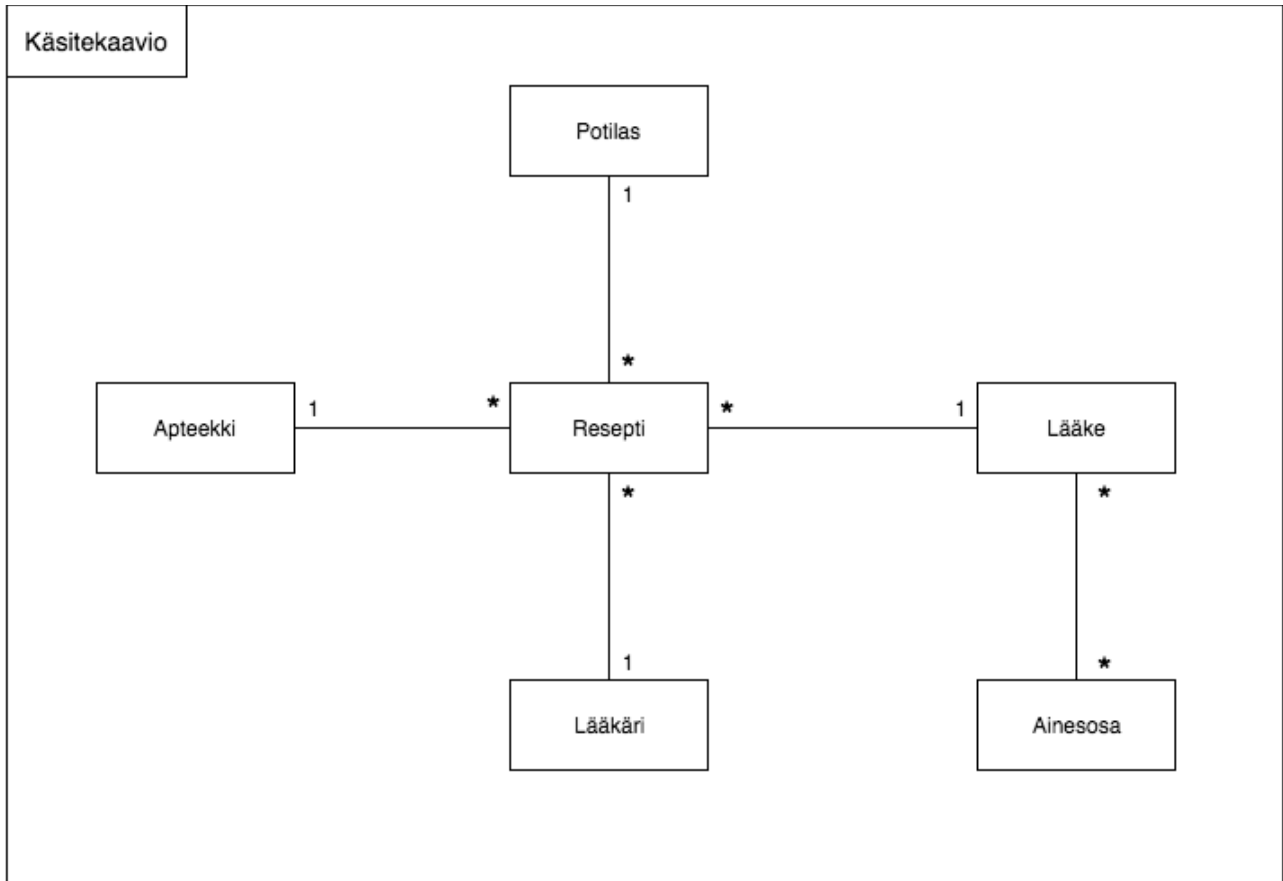 Käsitekaavio
Potilas
1
*
Apteekki
1
*
Resepti
*
1
Lääke
*
*
1
*
Lääkäri
Ainesosa